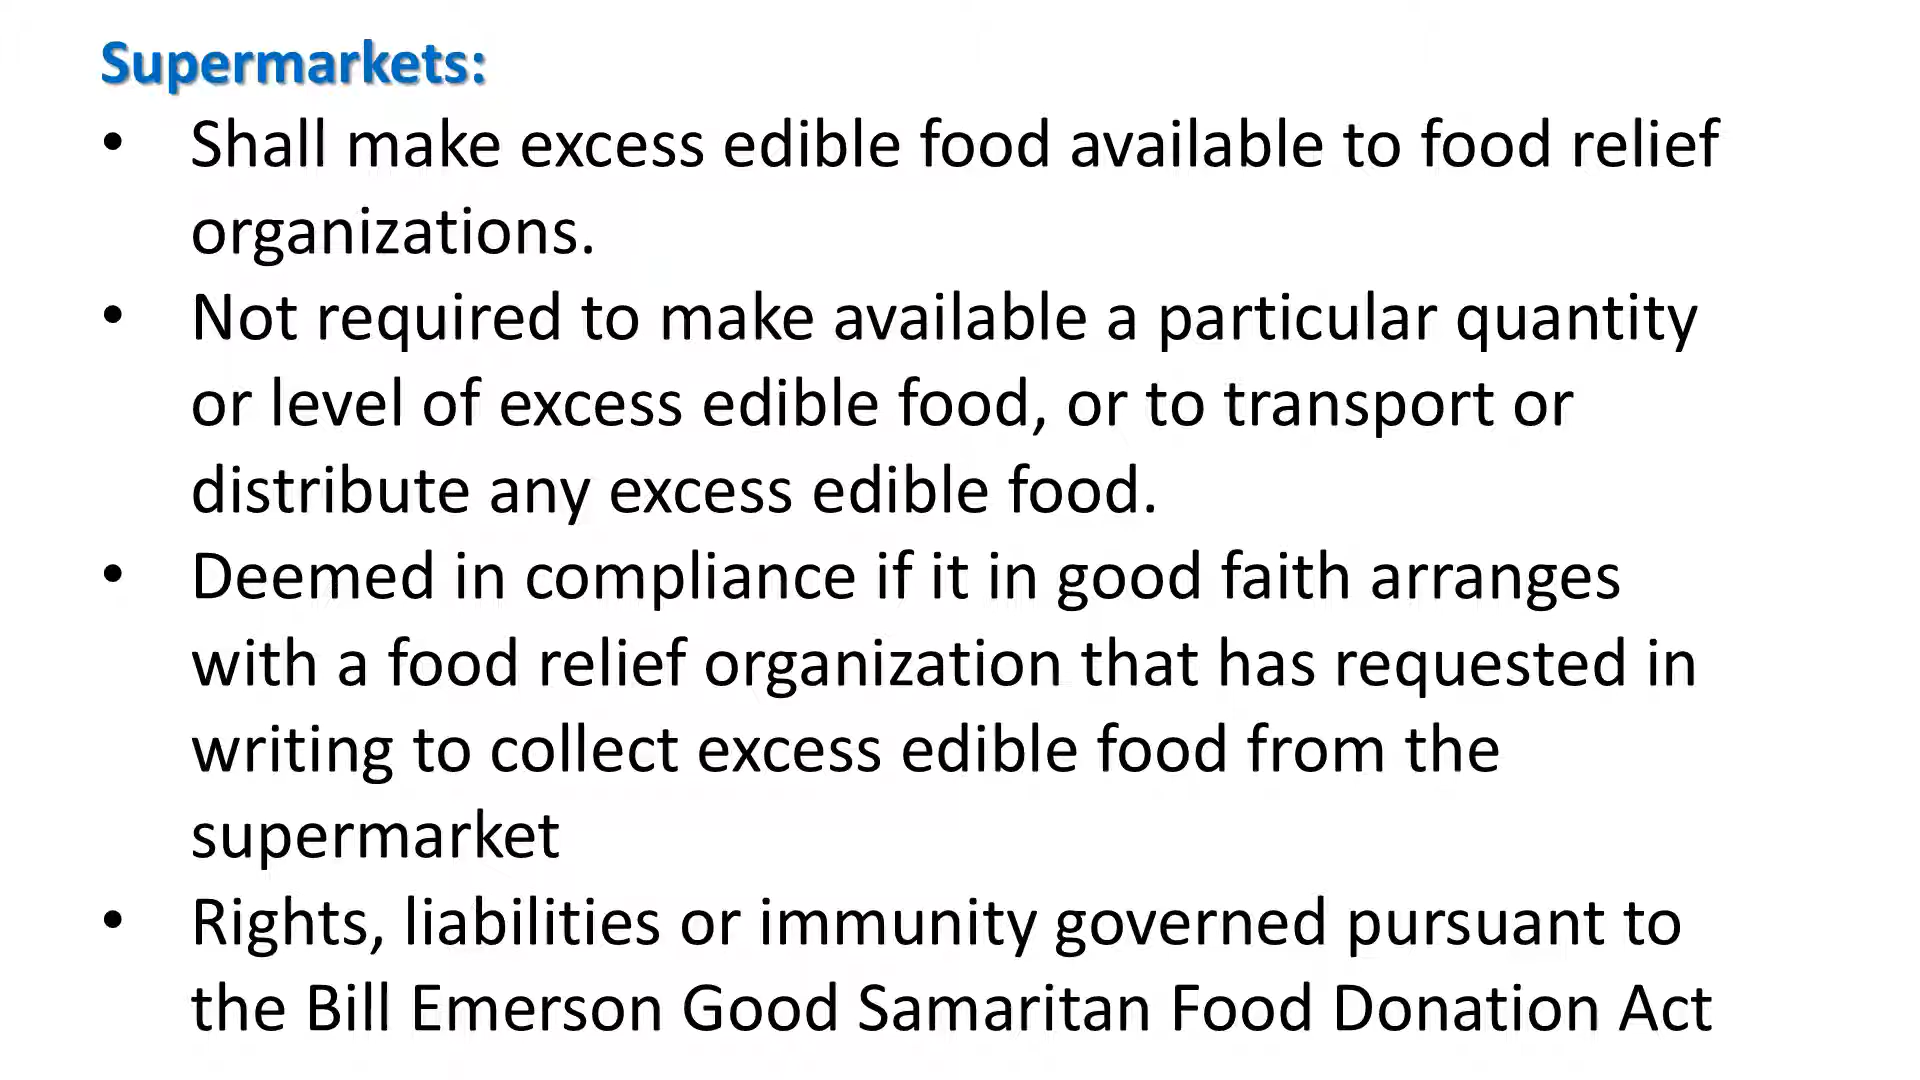 Supermarkets:
• Shall make excess edible food available to food relief
organizations.
• Not required to make available a particular quantity
or level of excess edible food, or to transport or
distribute any excess edible food.
• Deemed in compliance if it in good faith arranges
with a food relief organization that has requested in
writing to collect excess edible food from the
supermarket
• Rights, liabilities or immunity governed pursuant to
the Bill Emerson Good Samaritan Food Donation Act